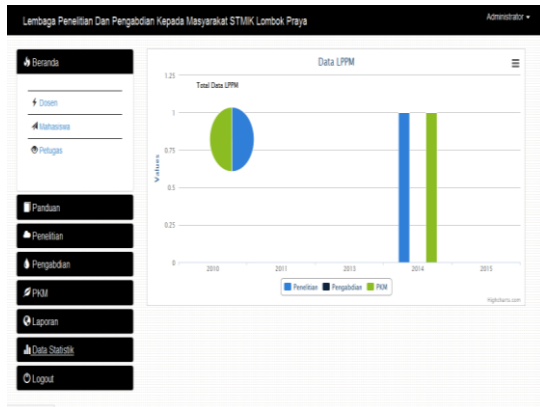 Lembaga Penelitian Dan Pengabdian Kepada Masyarakat STMIK Lombok Praya
Administrator
Beranda
Dosen
Mahasiswa
Petugas
Panduan
Penelitian
Pengabdian
PKM
Laporan
Data Statistik
Logout
Data LPPM
Total Data LPPM
Values
1.25
1
0.75
0.5
0.25
0
2010 2011 2013 2014 2015
Penelitian Pengabdian PKM
Highcharts.com